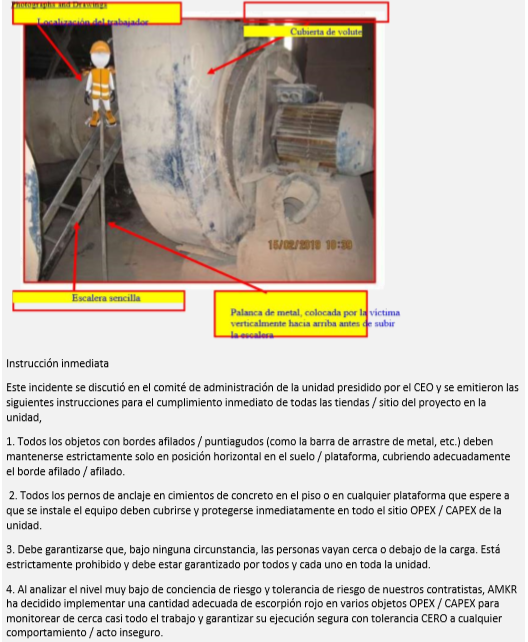 Photographs and Drawings
Localización del trabajador
Cubierta de volute
16/02/2010 10:30
Escalera sencilla
Palanca de metal, colocada por la víctima
verticalmente hacia arriba antes de subir
la escalera
Instrucción inmediata
Este incidente se discutió en el comité de administración de la unidad presidido por el CEO y se emitieron las
siguientes instrucciones para el cumplimiento inmediato de todas las tiendas / sitio del proyecto en la
unidad,
1. Todos los objetos con bordes afilados / puntiagudos (como la barra de arrastre de metal, etc.) deben
mantenerse estrictamente solo en posición horizontal en el suelo / plataforma, cubriendo adecuadamente
el borde afilado / afilado.
2. Todos los pernos de anclaje en cimientos de concreto en el piso o en cualquier plataforma que espere a
que se instale el equipo deben cubrirse y protegerse inmediatamente en todo el sitio OPEX / CAPEX de la
unidad.
3. Debe garantizarse que, bajo ninguna circunstancia, las personas vayan cerca o debajo de la carga. Está
estrictamente prohibido y debe estar garantizado por todos y cada uno en toda la unidad.
4. Al analizar el nivel muy bajo de conciencia de riesgo y tolerancia de riesgo de nuestros contratistas, AMKR
ha decidido implementar una cantidad adecuada de escorpión rojo en varios objetos OPEX / CAPEX para
monitorear de cerca casi todo el trabajo y garantizar su ejecución segura con tolerancia CERO a cualquier
comportamiento / acto inseguro.